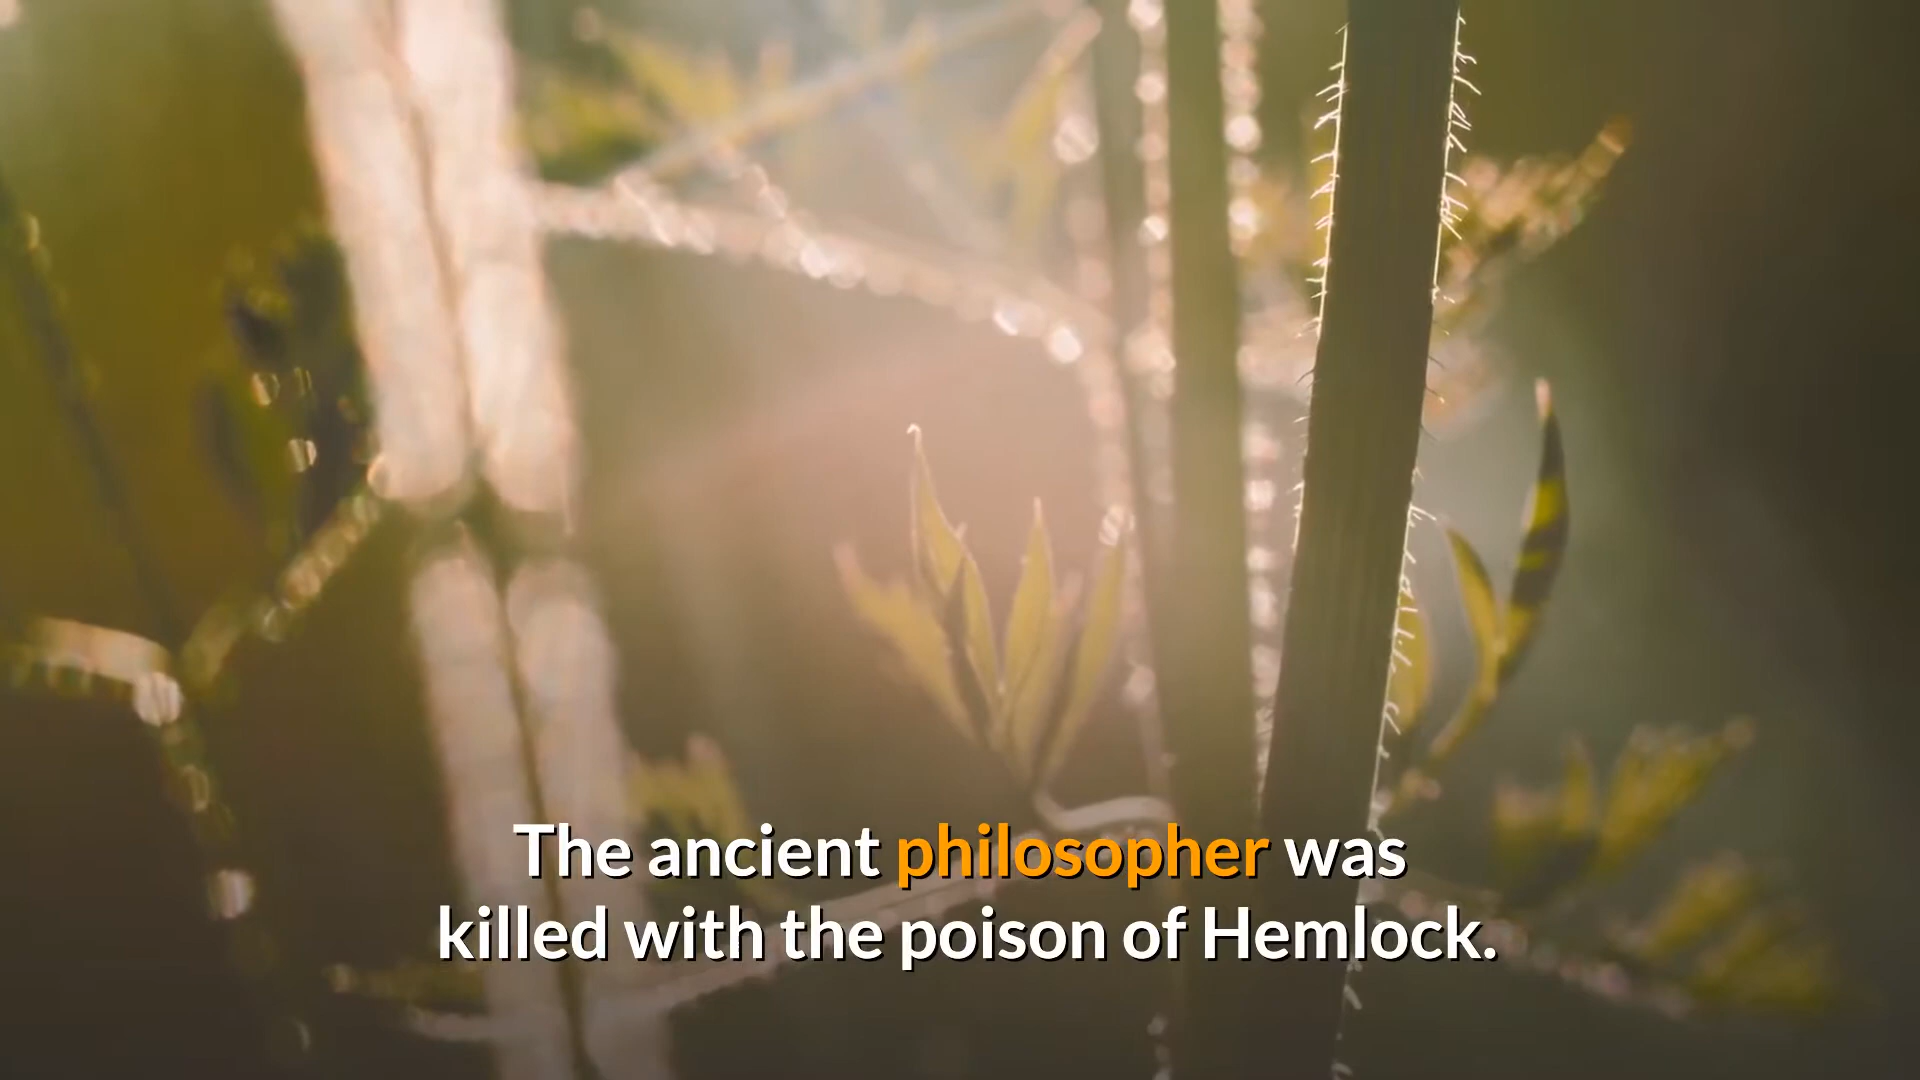 The ancient philosopher was
killed with the poison of Hemlock.